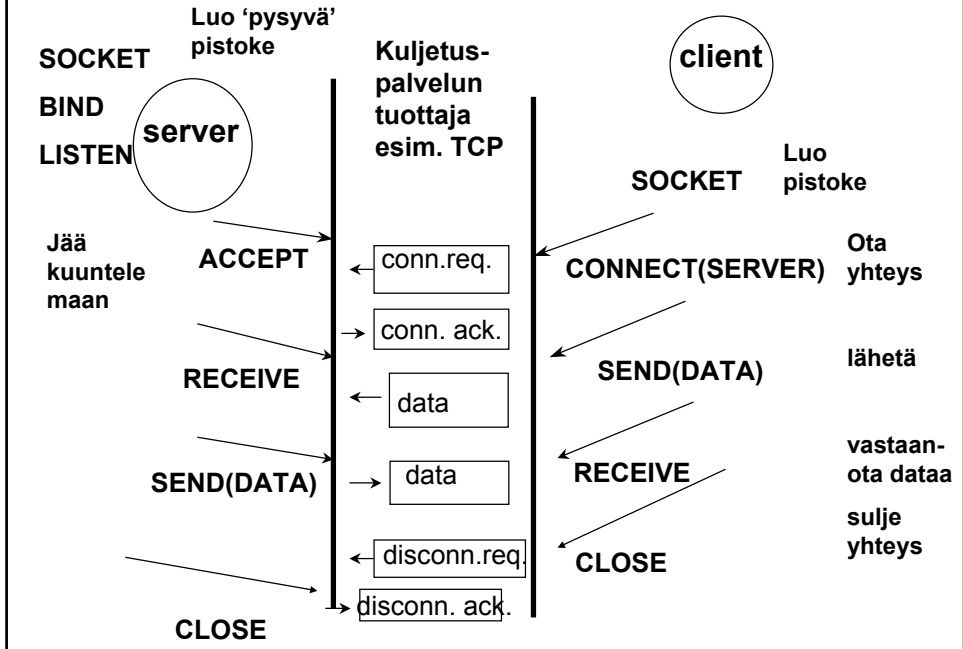 Luo ‘pysyvä’
pistoke
SOCKET
BIND
LISTEN
server
Kuljetus-
palvelun
tuottaja
esim. TCP
client
SOCKET
Luo
pistoke
Jää
kuuntele
maan
ACCEPT
conn.req.
CONNECT(SERVER)
Ota
yhteys
conn. ack.
RECEIVE
data
SEND(DATA)
lähetä
SEND(DATA)
data
RECEIVE
vastaan-
ota dataa
disconn.req.
CLOSE
sulje
yhteys
disconn. ack.
CLOSE